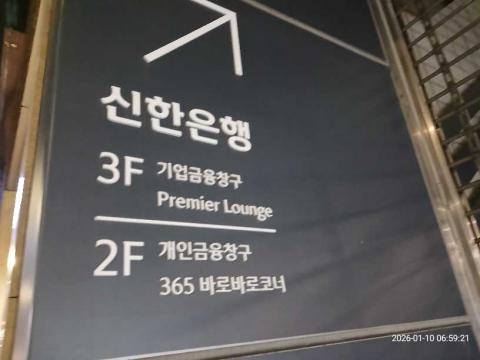 신한은행
3F 기업금융창구
Premier Lounge
2F 개인금융창구
365 바로바로코너
2026-01-10 06:59:21